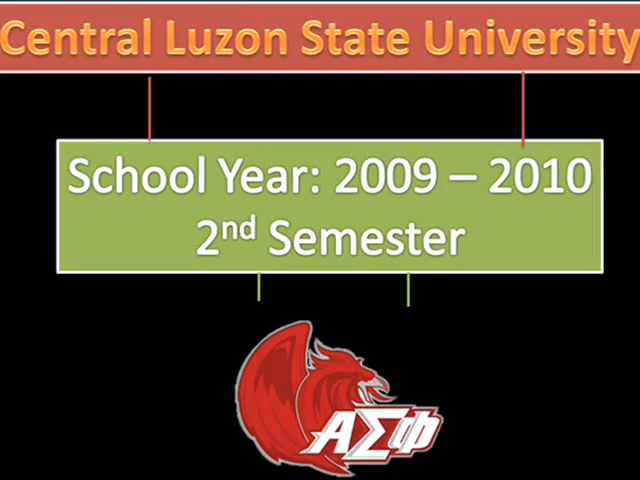 Central Luzon State University
School Year: 2009 – 2010
2nd Semester
ΑΣΦ